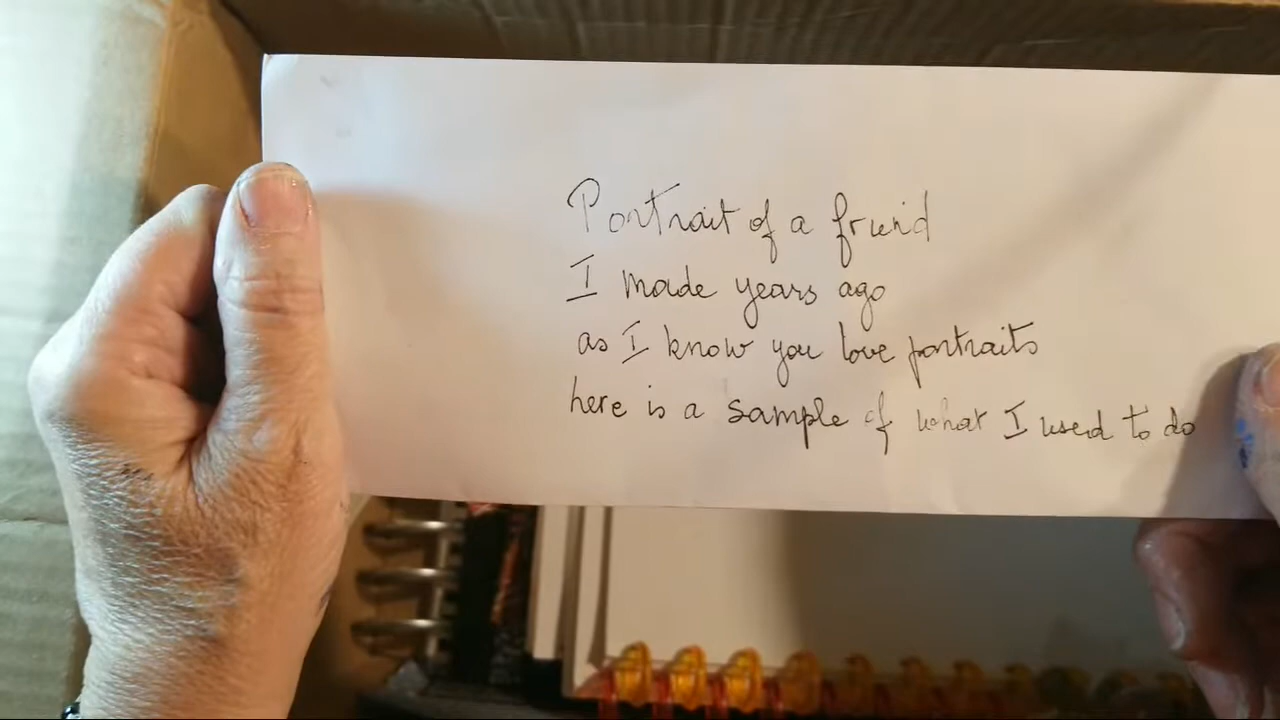 Portrait of a friend
I made years ago
as I know you love portraits
here is a sample of what I used to do